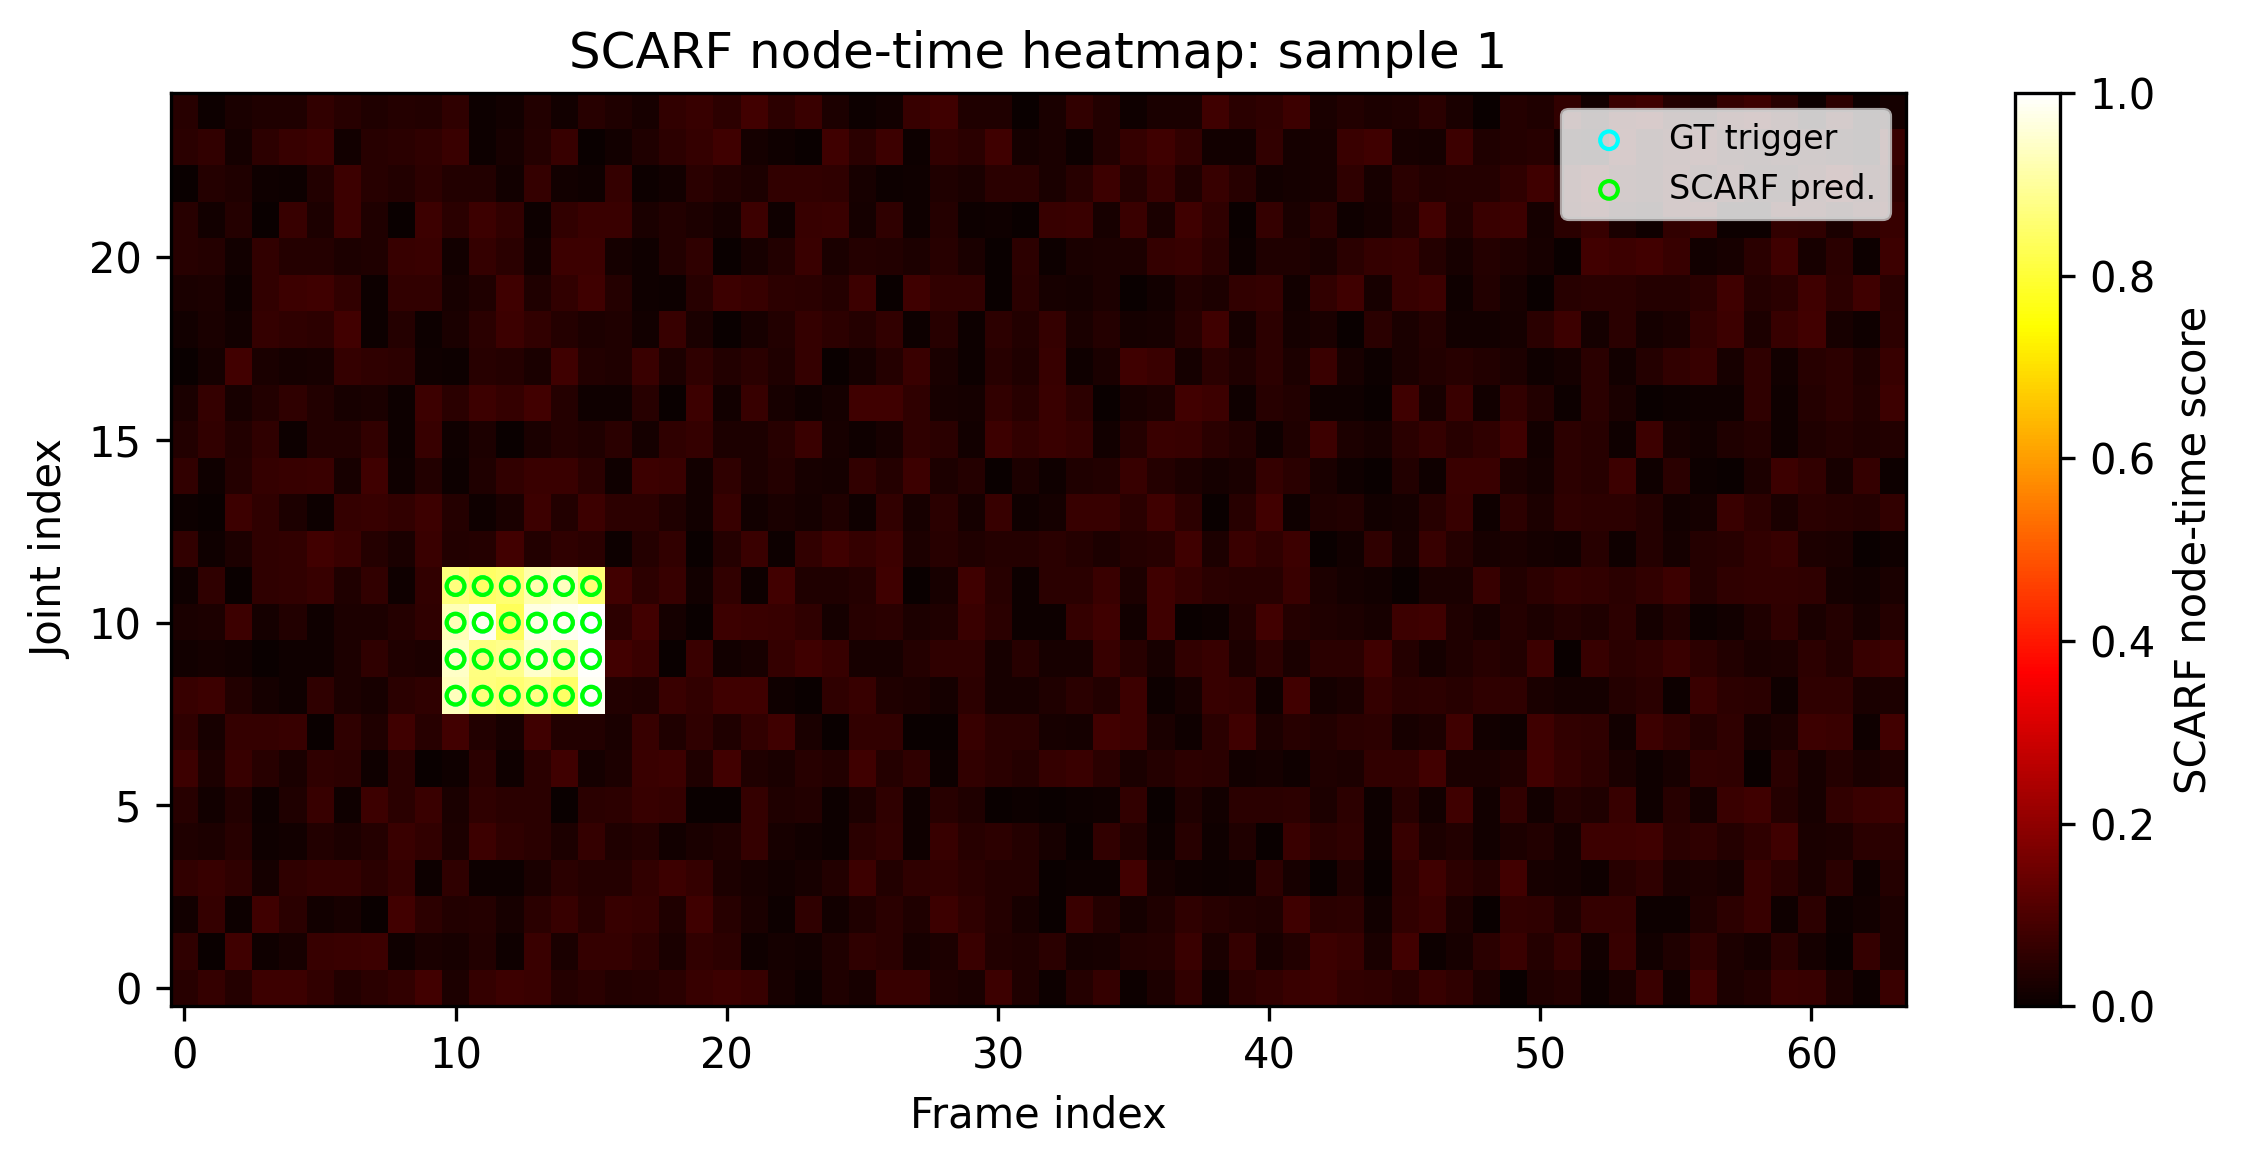 SCARF node-time heatmap: sample 1
GT trigger
SCARF pred.
Joint index
20
15
10
5
0
0 10 20 30 40 50 60
Frame index
1.0
0.8
0.6
0.4
0.2
0.0
SCARF node-time score